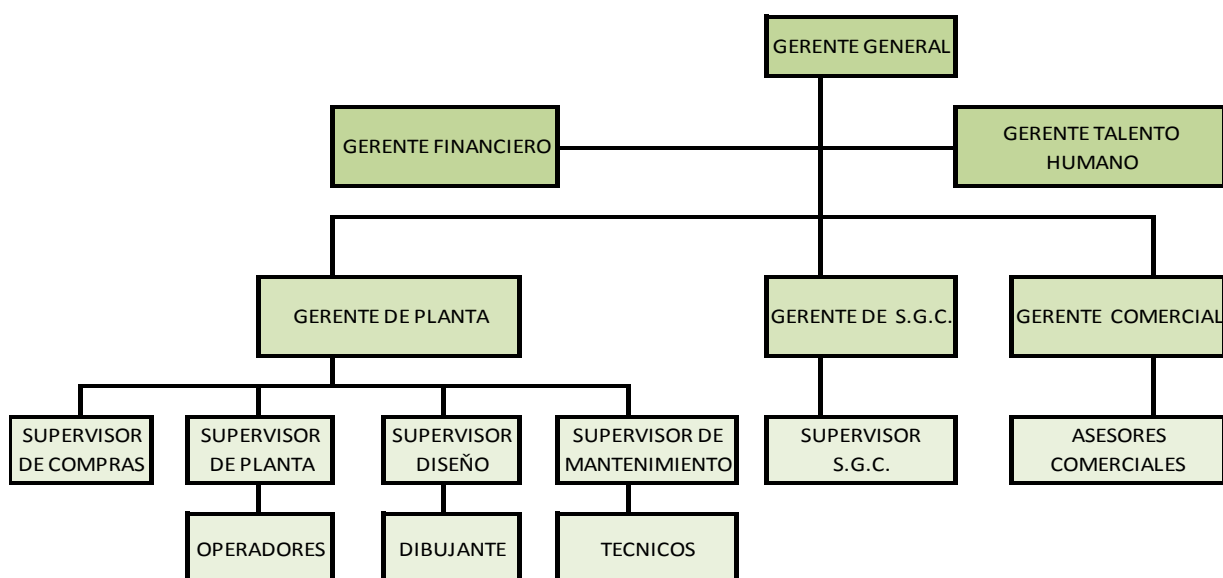 GERENTE GENERAL
GERENTE FINANCIERO
GERENTE TALENTO
HUMANO
GERENTE DE PLANTA
GERENTE DE S.G.C.
GERENTE COMERCIAL
SUPERVISOR
DE COMPRAS
SUPERVISOR
DE PLANTA
SUPERVISOR
DISEÑO
SUPERVISOR DE
MANTENIMIENTO
SUPERVISOR
S.G.C.
ASESORES
COMERCIALES
OPERADORES
DIBUJANTE
TECNICOS